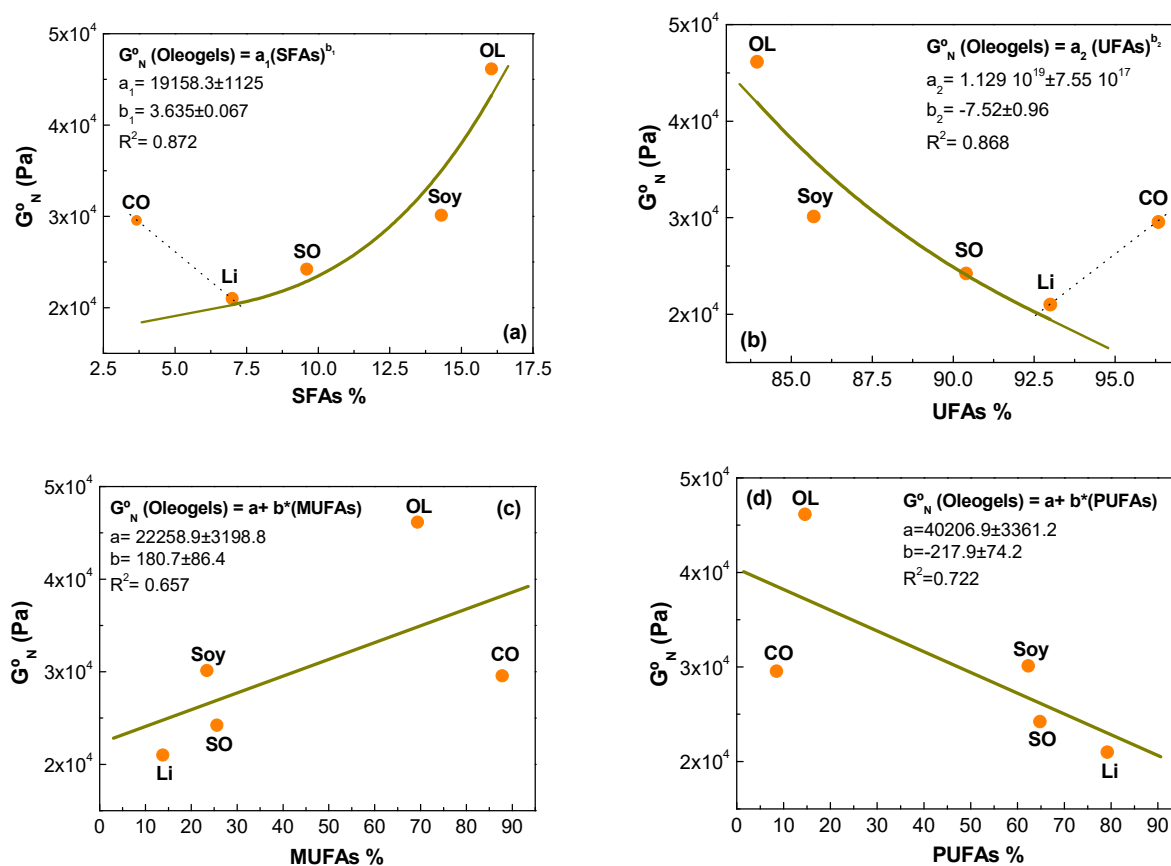 G°N (Oleogels) = a1(SFAs)^b1
a1= 19158.3±1125
b1= 3.635±0.067
R²= 0.872
OL
CO
Soy
SO
Li
(a)
5x10⁴
4x10⁴
3x10⁴
2x10⁴
G°N (Pa)
2.5 5.0 7.5 10.0 12.5 15.0 17.5
SFAs %
OL
G°N (Oleogels) = a2 (UFAs)^b2
a2= 1.129 10¹⁹±7.55 10¹⁷
b2= -7.52±0.96
R²= 0.868
CO
Soy
SO
Li
(b)
5x10⁴
4x10⁴
3x10⁴
2x10⁴
G°N (Pa)
85.0 87.5 90.0 92.5 95.0
UFAs %
G°N (Oleogels) = a+ b*(MUFAs)
a= 22258.9±3198.8
b= 180.7±86.4
R²= 0.657
OL
(c)
Soy
CO
SO
Li
5x10⁴
4x10⁴
3x10⁴
2x10⁴
G°N (Pa)
0 10 20 30 40 50 60 70 80 90
MUFAs %
(d)
OL
G°N (Oleogels) = a+ b*(PUFAs)
a=40206.9±3361.2
b=-217.9±74.2
R²=0.722
CO
Soy
SO
Li
5x10⁴
4x10⁴
3x10⁴
2x10⁴
G°N (Pa)
0 10 20 30 40 50 60 70 80 90
PUFAs %